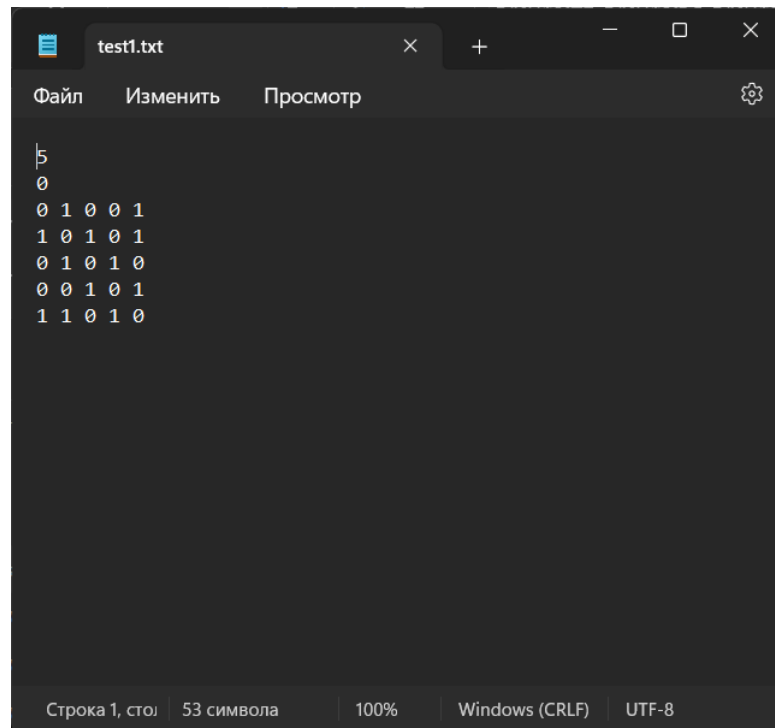 test1.txt
Файл Изменить Просмотр
5
0
0 1 0 0 1
1 0 1 0 1
0 1 0 1 0
0 0 1 0 1
1 1 0 1 0
Строка 1, стол 53 символа 100% Windows (CRLF) UTF-8